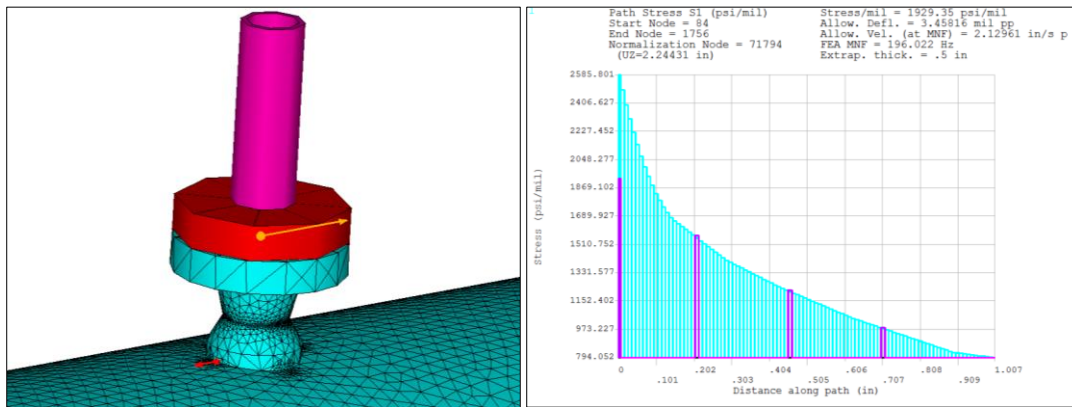 1
Path Stress S1 (psi/mil)
Start Node = 84
End Node = 1756
Normalization Node = 71794
(UZ=2.24431 in)
Stress/mil = 1929.35 psi/mil
Allow. Defl. = 3.45816 mil pp
Allow. Vel. (at MNF) = 2.12961 in/s p
FEA MNF = 196.022 Hz
Extrap. thick. = .5 in
Stress (psi/mil)
2585.801
2406.627
2227.452
2048.277
1869.102
1689.927
1510.752
1331.577
1152.402
973.227
794.052
0 .202 .404 .606 .808 1.007
.101 .303 .505 .707 .909
Distance along path (in)